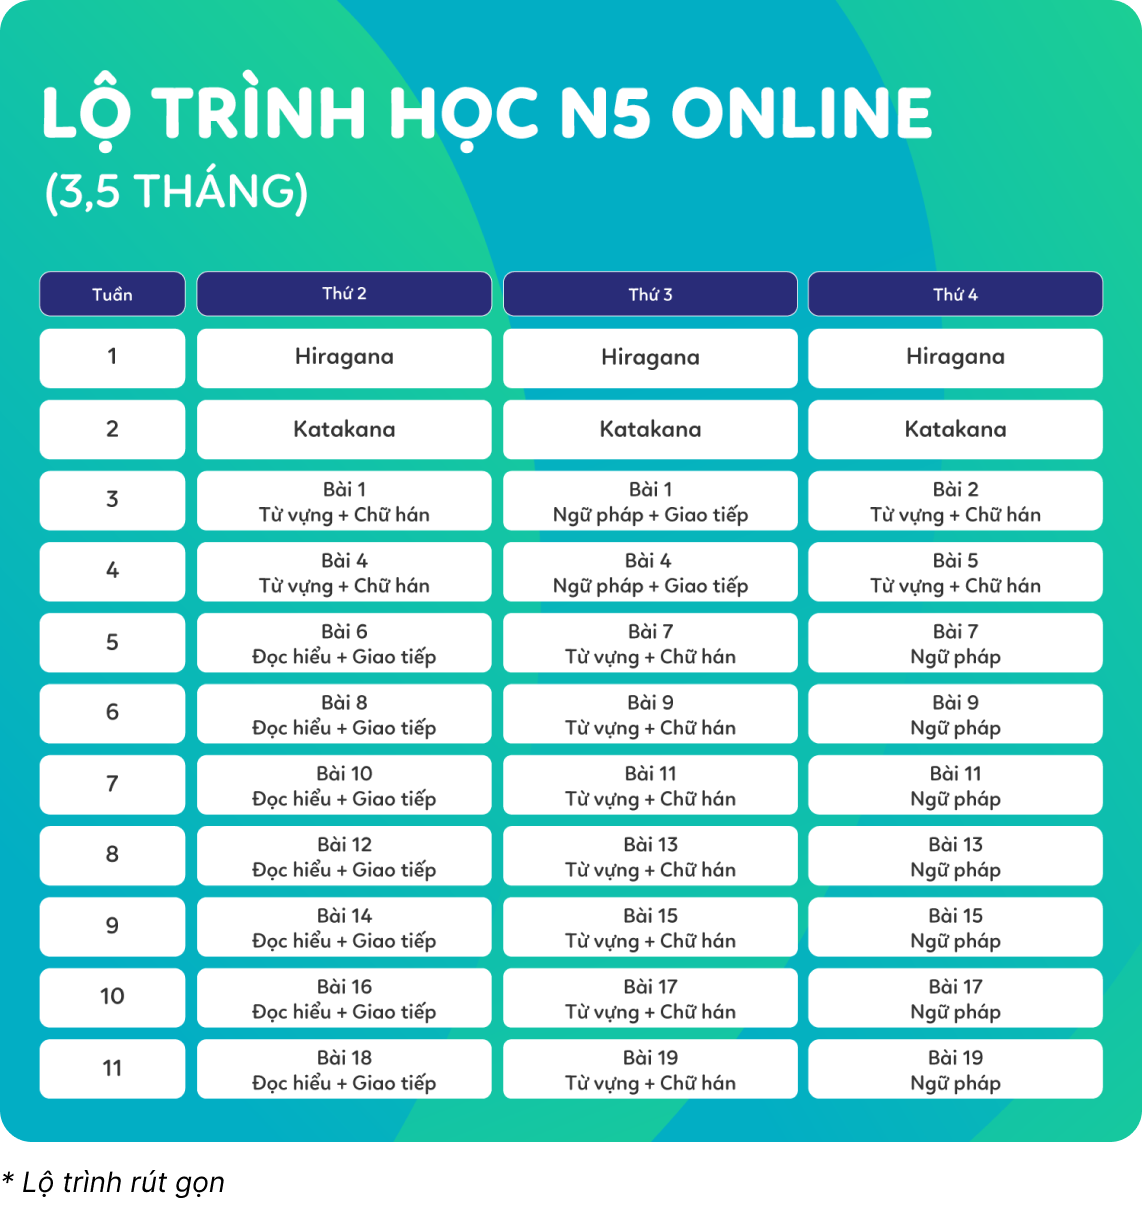 LỘ TRÌNH HỌC N5 ONLINE
(3,5 THÁNG)
Tuần Thứ 2 Thứ 3 Thứ 4
1 Hiragana Hiragana Hiragana
2 Katakana Katakana Katakana
3 Bài 1 Bài 1 Bài 2
Từ vựng + Chữ hán Ngữ pháp + Giao tiếp Từ vựng + Chữ hán
4 Bài 4 Bài 4 Bài 5
Từ vựng + Chữ hán Ngữ pháp + Giao tiếp Từ vựng + Chữ hán
5 Bài 6 Bài 7 Bài 7
Đọc hiểu + Giao tiếp Từ vựng + Chữ hán Ngữ pháp
6 Bài 8 Bài 9 Bài 9
Đọc hiểu + Giao tiếp Từ vựng + Chữ hán Ngữ pháp
7 Bài 10 Bài 11 Bài 11
Đọc hiểu + Giao tiếp Từ vựng + Chữ hán Ngữ pháp
8 Bài 12 Bài 13 Bài 13
Đọc hiểu + Giao tiếp Từ vựng + Chữ hán Ngữ pháp
9 Bài 14 Bài 15 Bài 15
Đọc hiểu + Giao tiếp Từ vựng + Chữ hán Ngữ pháp
10 Bài 16 Bài 17 Bài 17
Đọc hiểu + Giao tiếp Từ vựng + Chữ hán Ngữ pháp
11 Bài 18 Bài 19 Bài 19
Đọc hiểu + Giao tiếp Từ vựng + Chữ hán Ngữ pháp
* Lộ trình rút gọn